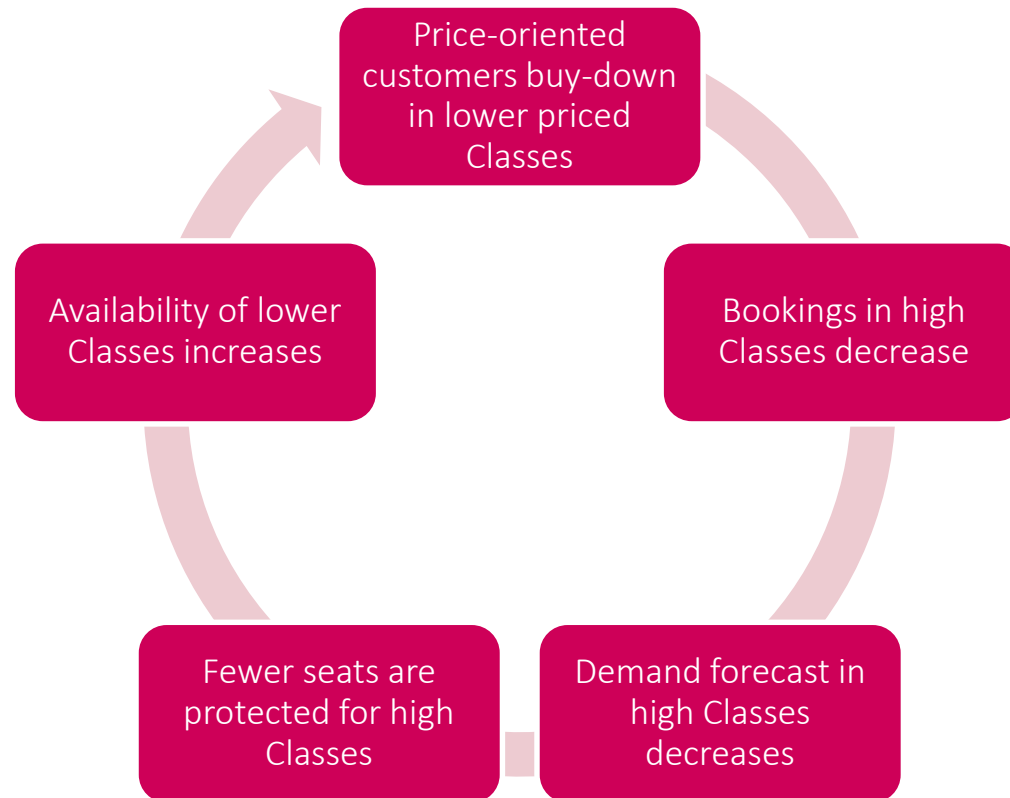 Price-oriented
customers buy-down
in lower priced
Classes
Bookings in high
Classes decrease
Demand forecast in
high Classes
decreases
Fewer seats are
protected for high
Classes
Availability of lower
Classes increases